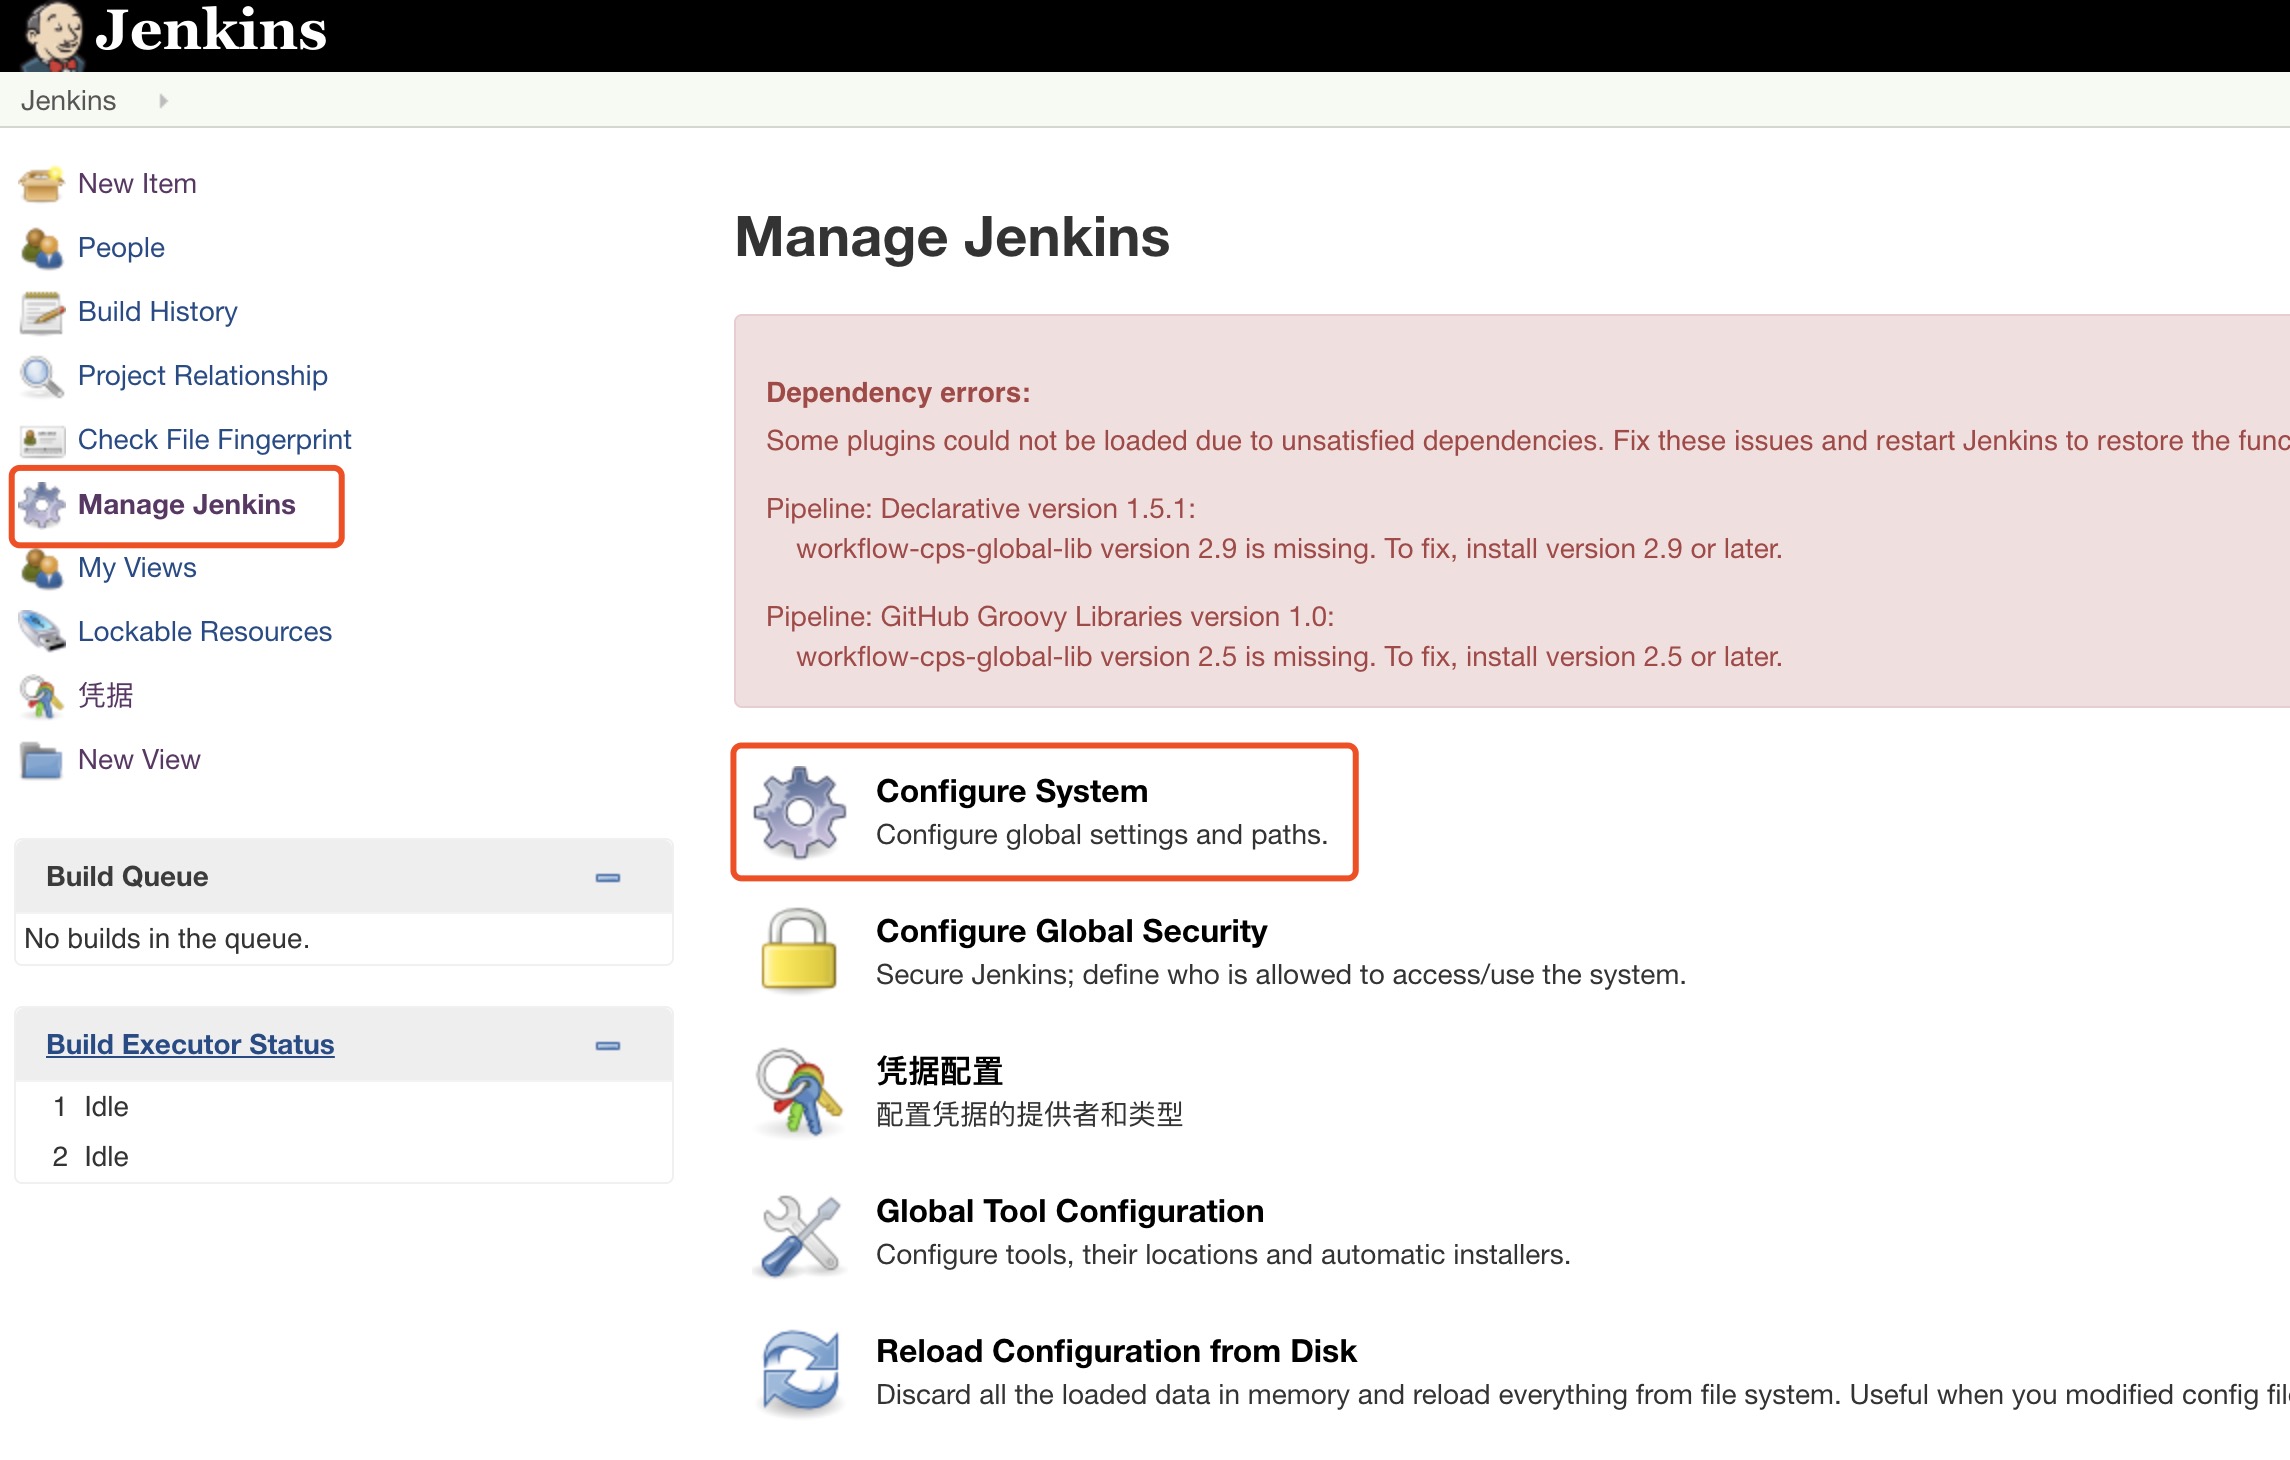 Jenkins
Jenkins
New Item
People
Build History
Project Relationship
Check File Fingerprint
Manage Jenkins
My Views
Lockable Resources
凭据
New View
Build Queue
No builds in the queue.
Build Executor Status
1 Idle
2 Idle
Manage Jenkins
Dependency errors:
Some plugins could not be loaded due to unsatisfied dependencies. Fix these issues and restart Jenkins to restore the func
Pipeline: Declarative version 1.5.1:
workflow-cps-global-lib version 2.9 is missing. To fix, install version 2.9 or later.
Pipeline: GitHub Groovy Libraries version 1.0:
workflow-cps-global-lib version 2.5 is missing. To fix, install version 2.5 or later.
Configure System
Configure global settings and paths.
Configure Global Security
Secure Jenkins; define who is allowed to access/use the system.
凭据配置
配置凭据的提供者和类型
Global Tool Configuration
Configure tools, their locations and automatic installers.
Reload Configuration from Disk
Discard all the loaded data in memory and reload everything from file system. Useful when you modified config fil